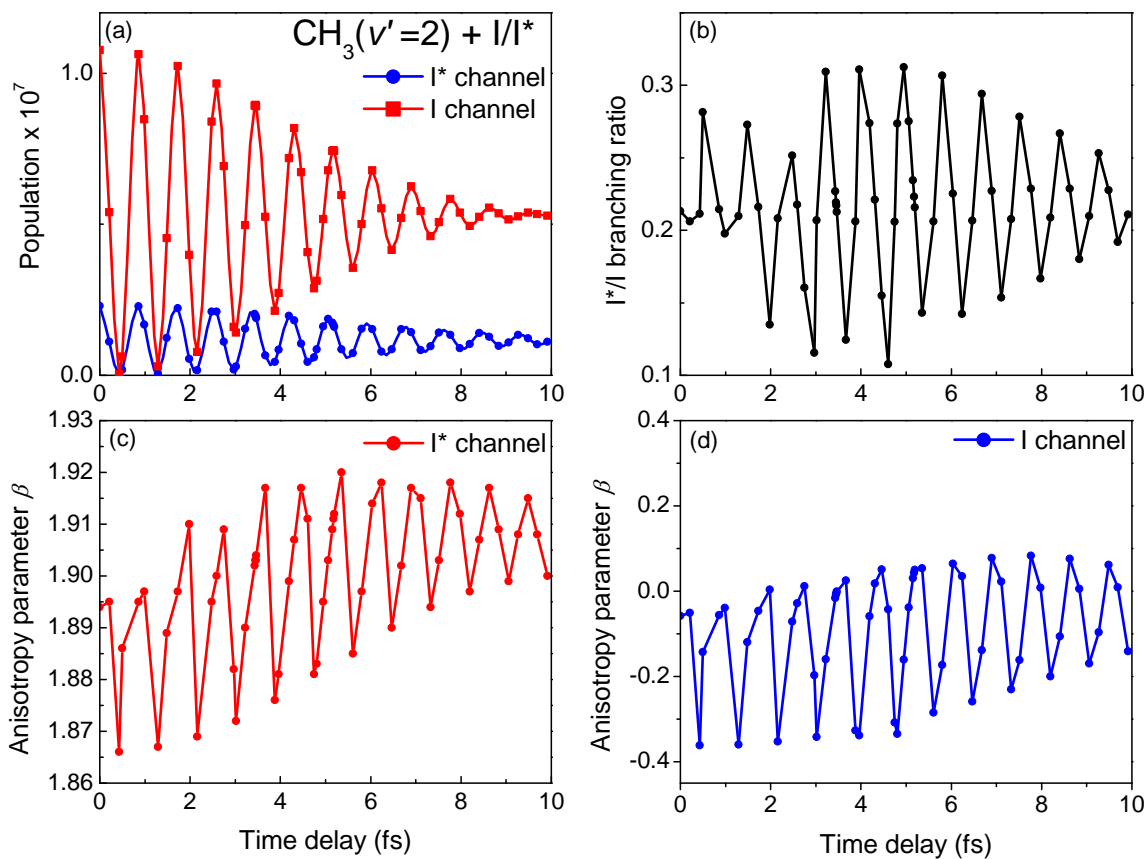 (a)
CH3(v′=2) + I/I*
I* channel
I channel
Population x 10^7
1.0
0.0
0 2 4 6 8 10
(b)
I*/I branching ratio
0.3
0.2
0.1
0 2 4 6 8 10
(c)
I* channel
Anisotropy parameter β
1.93
1.92
1.91
1.90
1.89
1.88
1.87
1.86
0 2 4 6 8 10
Time delay (fs)
(d)
I channel
Anisotropy parameter β
0.4
0.2
0.0
-0.2
-0.4
0 2 4 6 8 10
Time delay (fs)